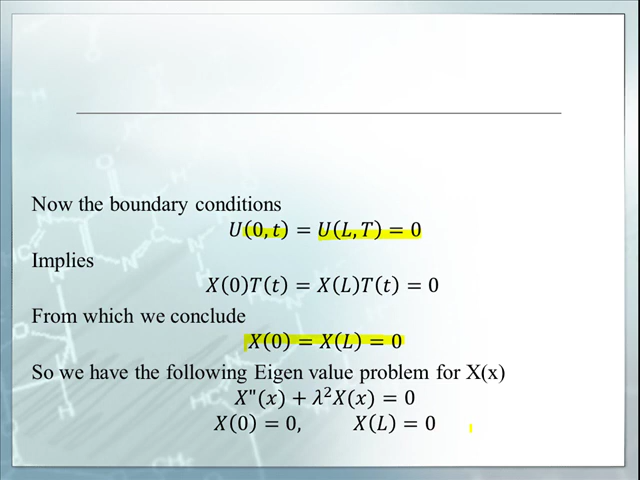 Now the boundary conditions
U(0,t) = U(L,T) = 0
Implies
X(0)T(t) = X(L)T(t) = 0
From which we conclude
X(0) = X(L) = 0
So we have the following Eigen value problem for X(x)
X"(x) + λ²X(x) = 0
X(0) = 0, X(L) = 0